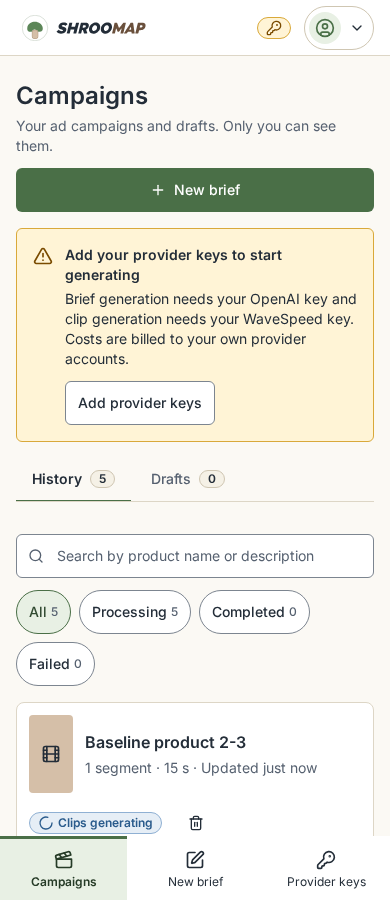 SHROOMAP
Campaigns
Your ad campaigns and drafts. Only you can see
them.
New brief
Add your provider keys to start
generating
Brief generation needs your OpenAI key and
clip generation needs your WaveSpeed key.
Costs are billed to your own provider
accounts.
Add provider keys
History 5 Drafts 0
Search by product name or description
All 5 Processing 5 Completed 0
Failed 0
Baseline product 2-3
1 segment · 15 s · Updated just now
Clips generating
Campaigns New brief Provider keys